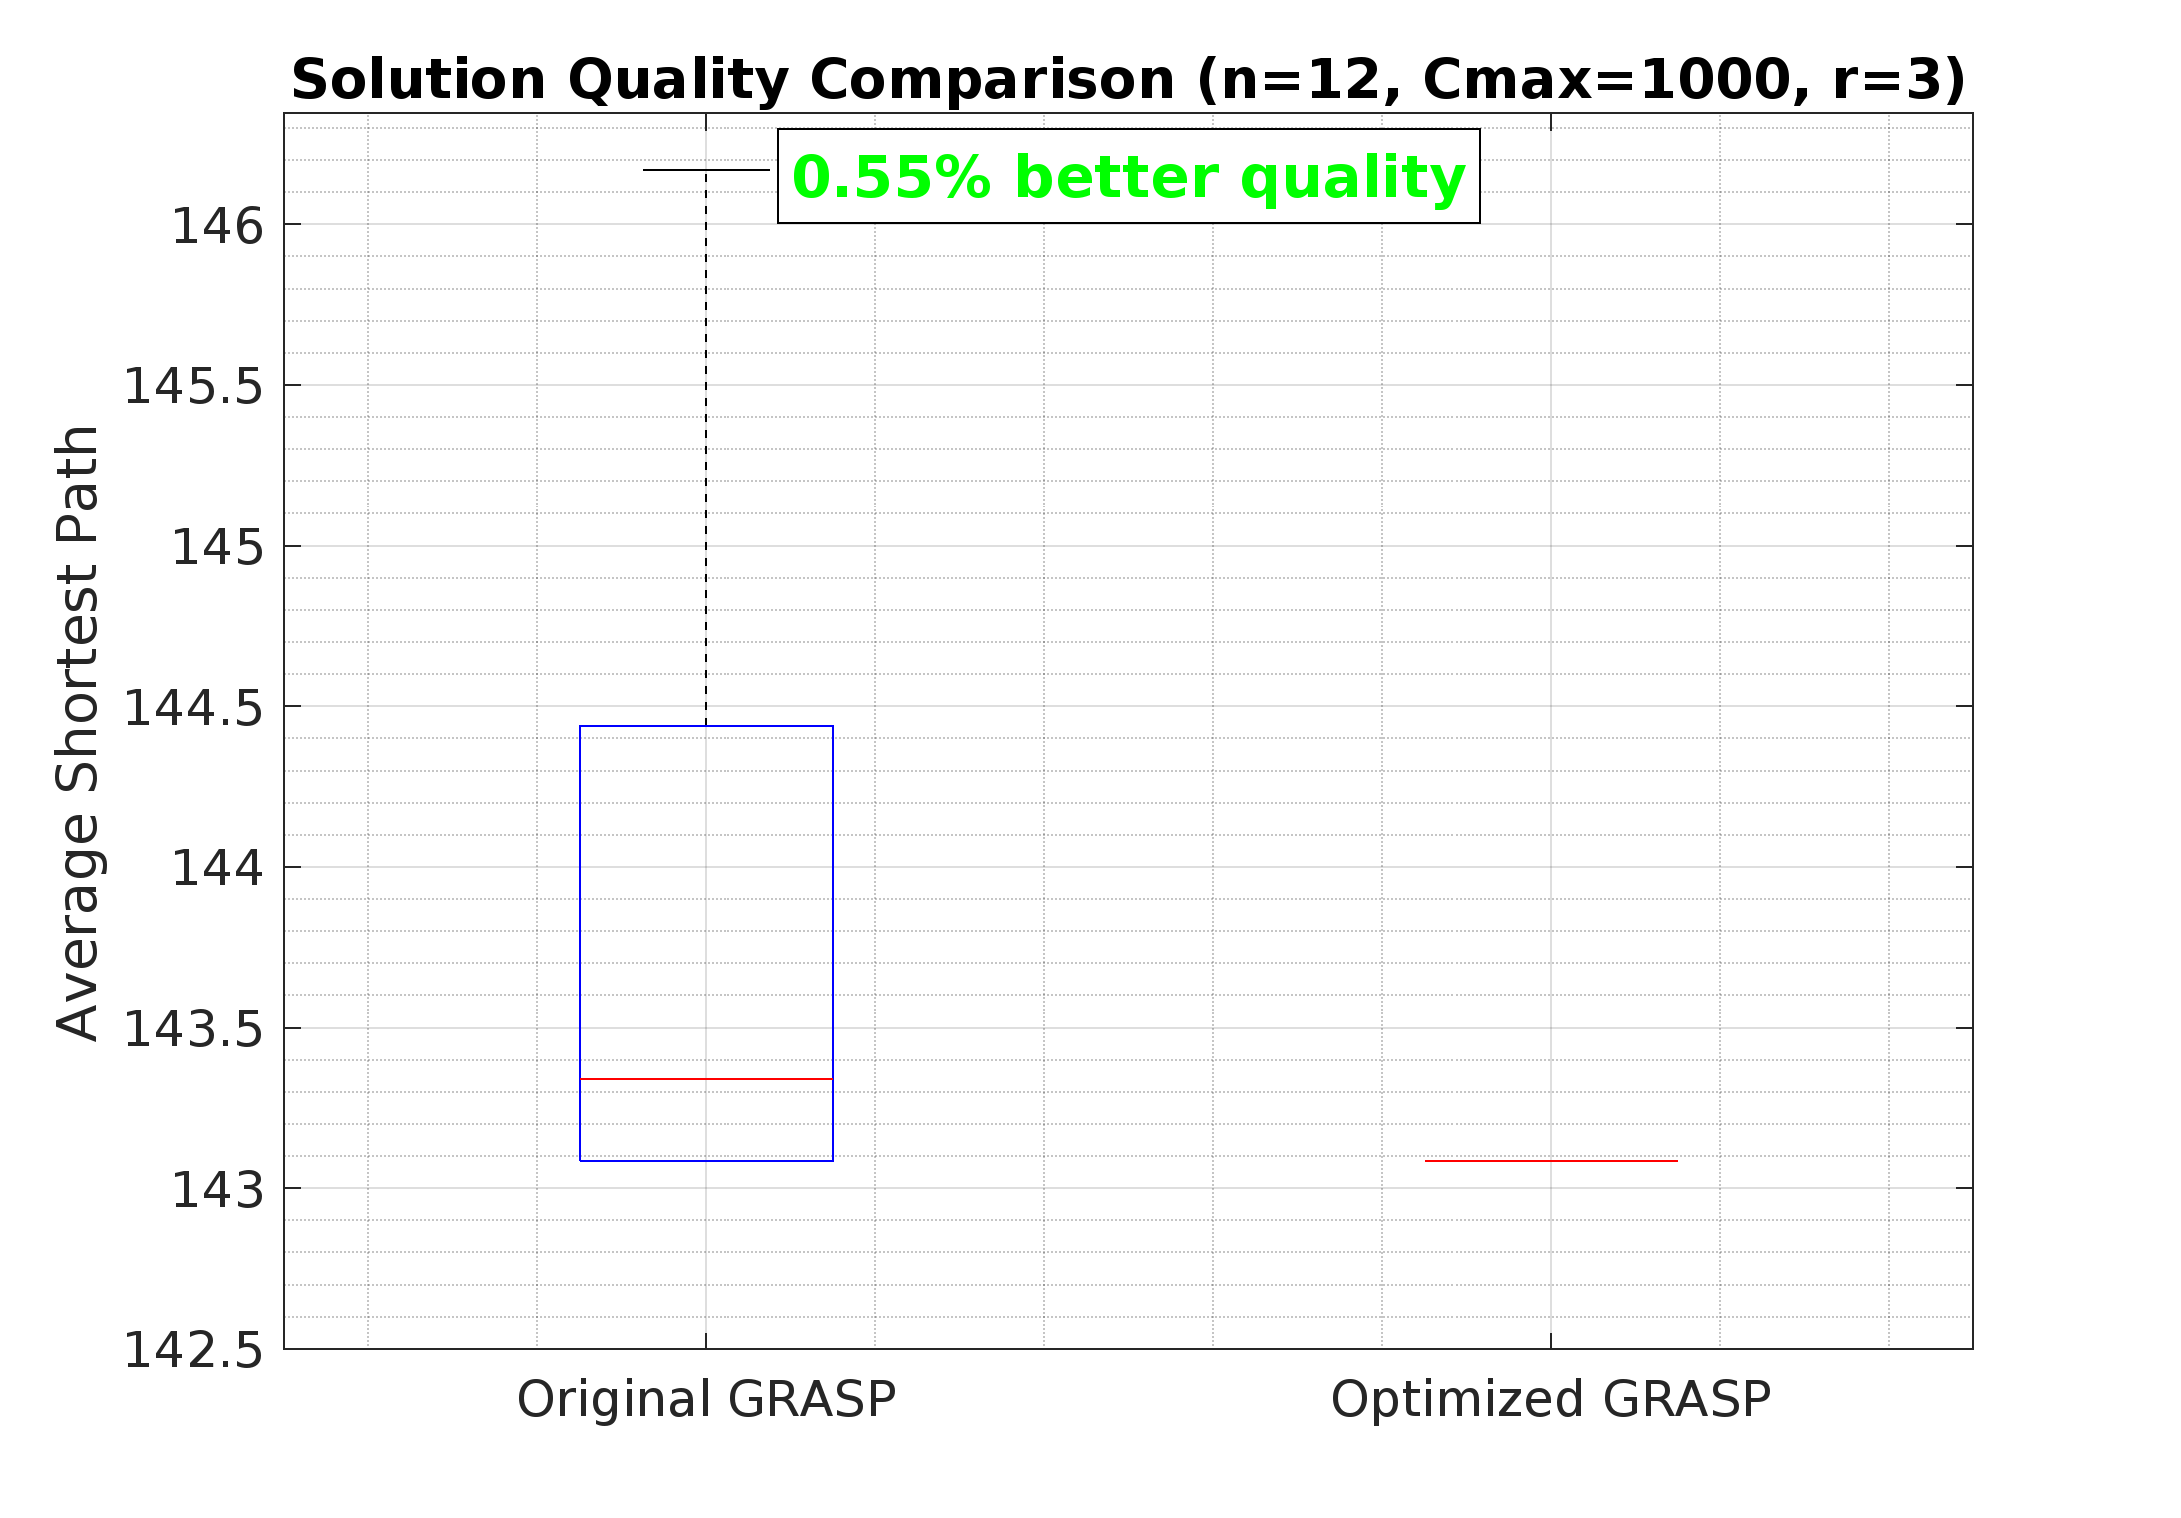 Solution Quality Comparison (n=12, Cmax=1000, r=3)
0.55% better quality
146
145.5
145
144.5
144
143.5
143
142.5
Average Shortest Path
Original GRASP
Optimized GRASP